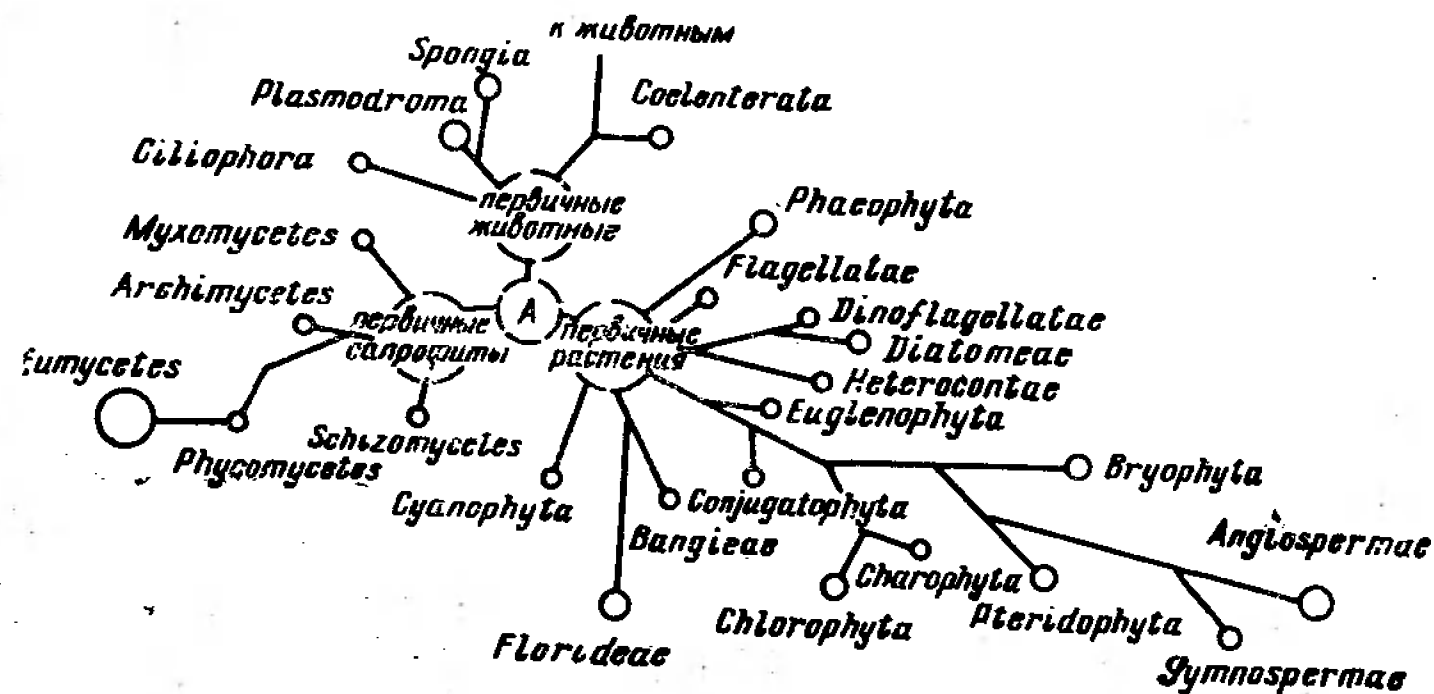 к животным
Spongia
Plasmodroma
Coelenterata
Ciliophora
первичные
животные
Phaeophyta
Myxomycetes
Flagellatae
Archimycetes
A
Dinoflagellatae
первичные
сапрофиты
первичные
растения
Diatomeae
Heterocontae
Eumycetes
Euglenophyta
Schizomycetes
Phycomycetes
Bryophyta
Cyanophyta
Conjugatophyta
Bangieae
Angiospermae
Charophyta
Chlorophyta
Pteridophyta
Florideae
Gymnospermae